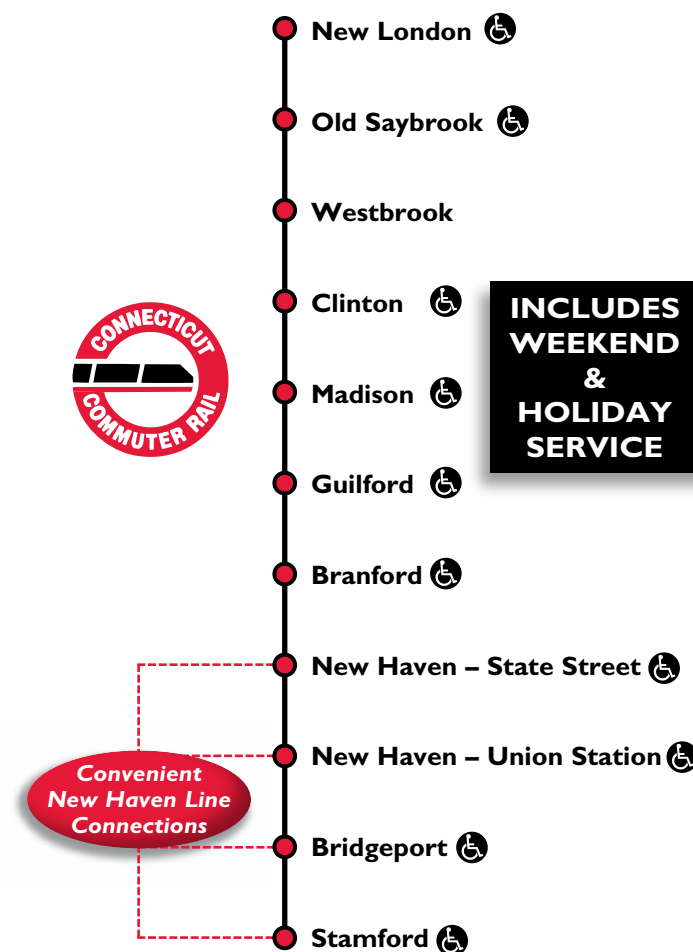 New London
Old Saybrook
Westbrook
Clinton
Madison
Guilford
Branford
New Haven – State Street
New Haven – Union Station
Bridgeport
Stamford
CONNECTICUT
COMMUTER RAIL
INCLUDES
WEEKEND
&
HOLIDAY
SERVICE
Convenient
New Haven Line
Connections